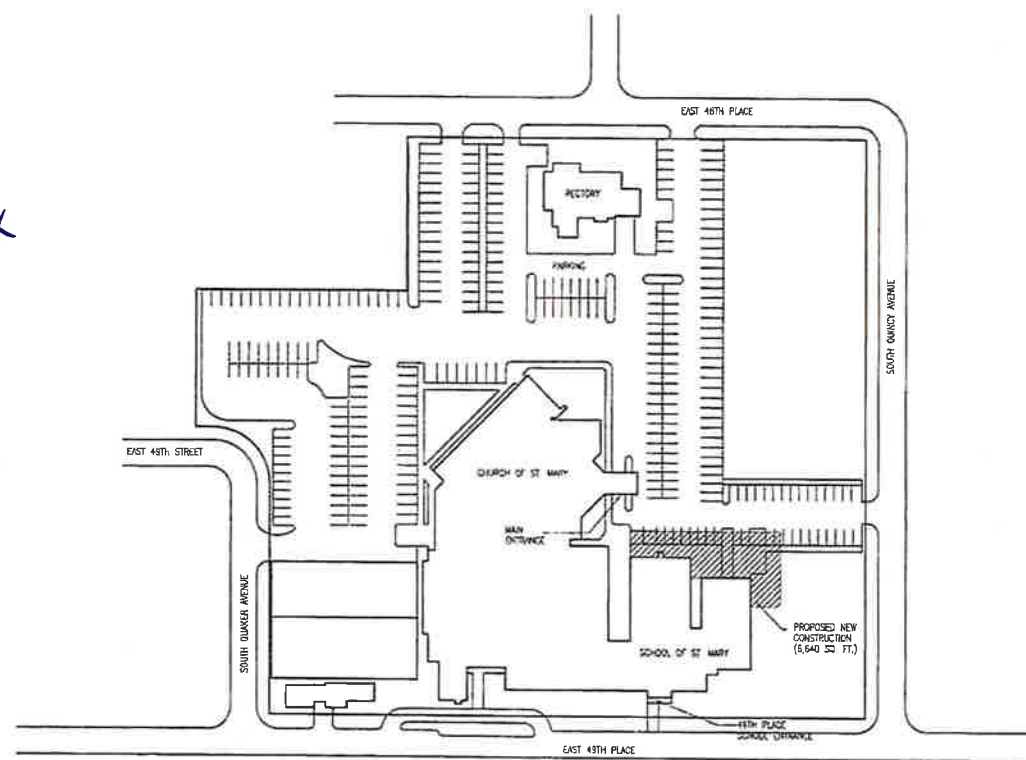 EAST 48TH PLACE
RECTORY
PARKING
SOUTH QUINCY AVENUE
EAST 49TH STREET
CHURCH OF ST MARY
MAIN
ENTRANCE
SOUTH QUAKER AVENUE
PROPOSED NEW
CONSTRUCTION
(6,640 SQ. FT.)
SCHOOL OF ST MARY
49TH PLACE
SCHOOL ENTRANCE
EAST 49TH PLACE